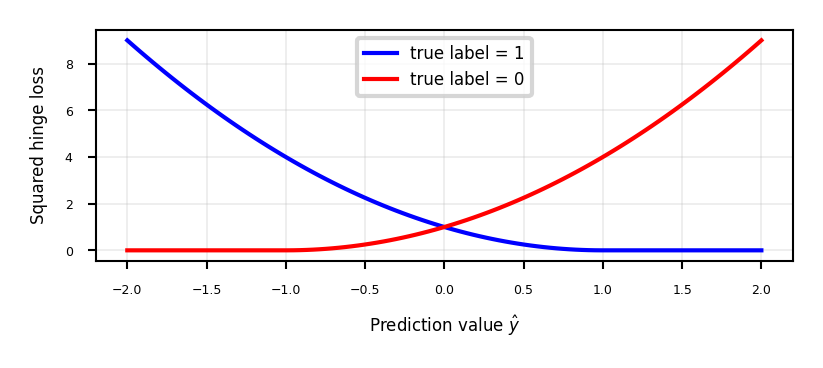 true label = 1
true label = 0
Squared hinge loss
8
6
4
2
0
−2.0 −1.5 −1.0 −0.5 0.0 0.5 1.0 1.5 2.0
Prediction value ŷ